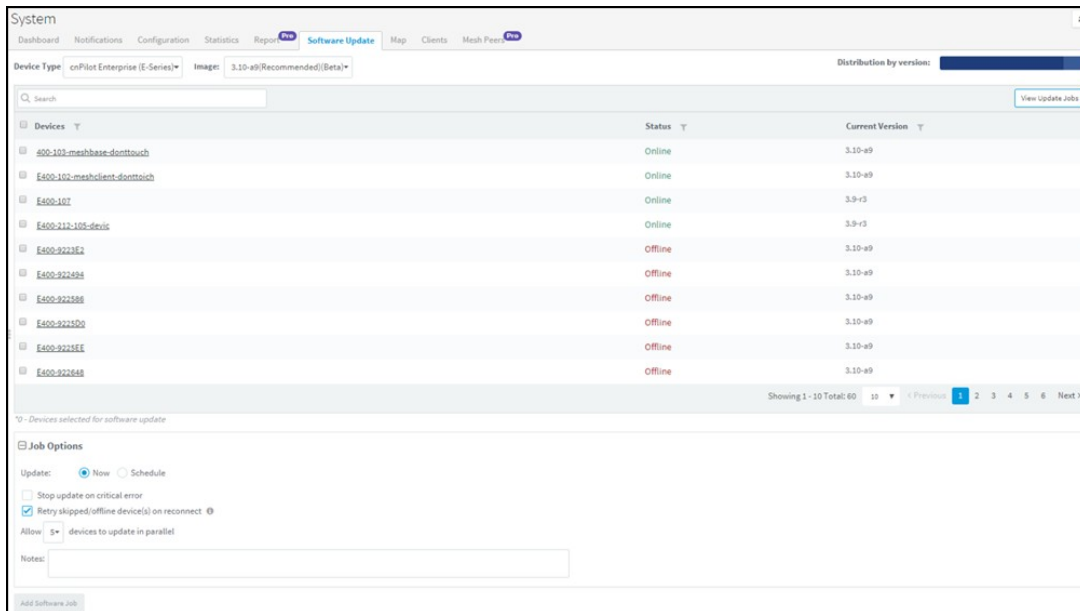 System
Dashboard Notifications Configuration Statistics Report Pro Software Update Map Clients Mesh Peers Pro
Device Type cnPilot Enterprise (E-Series) Image: 3.10-a9(Recommended)(Beta) Distribution by version:
Search View Update Jobs
Devices Status Current Version
400-103-meshbase-donttouch Online 3.10-a9
E400-102-meshclient-donttoich Online 3.10-a9
E400-107 Online 3.9-r3
E400-212-105-devic Online 3.9-r3
E400-9223E2 Offline 3.10-a9
E400-922494 Offline 3.10-a9
E400-922586 Offline 3.10-a9
E400-9225D0 Offline 3.10-a9
E400-9225EE Offline 3.10-a9
E400-922648 Offline 3.10-a9
Showing 1 - 10 Total: 60 10 < Previous 1 2 3 4 5 6 Next >
*0 - Devices selected for software update
Job Options
Update: Now Schedule
Stop update on critical error
Retry skipped/offline device(s) on reconnect
Allow 5 devices to update in parallel
Notes:
Add Software Job